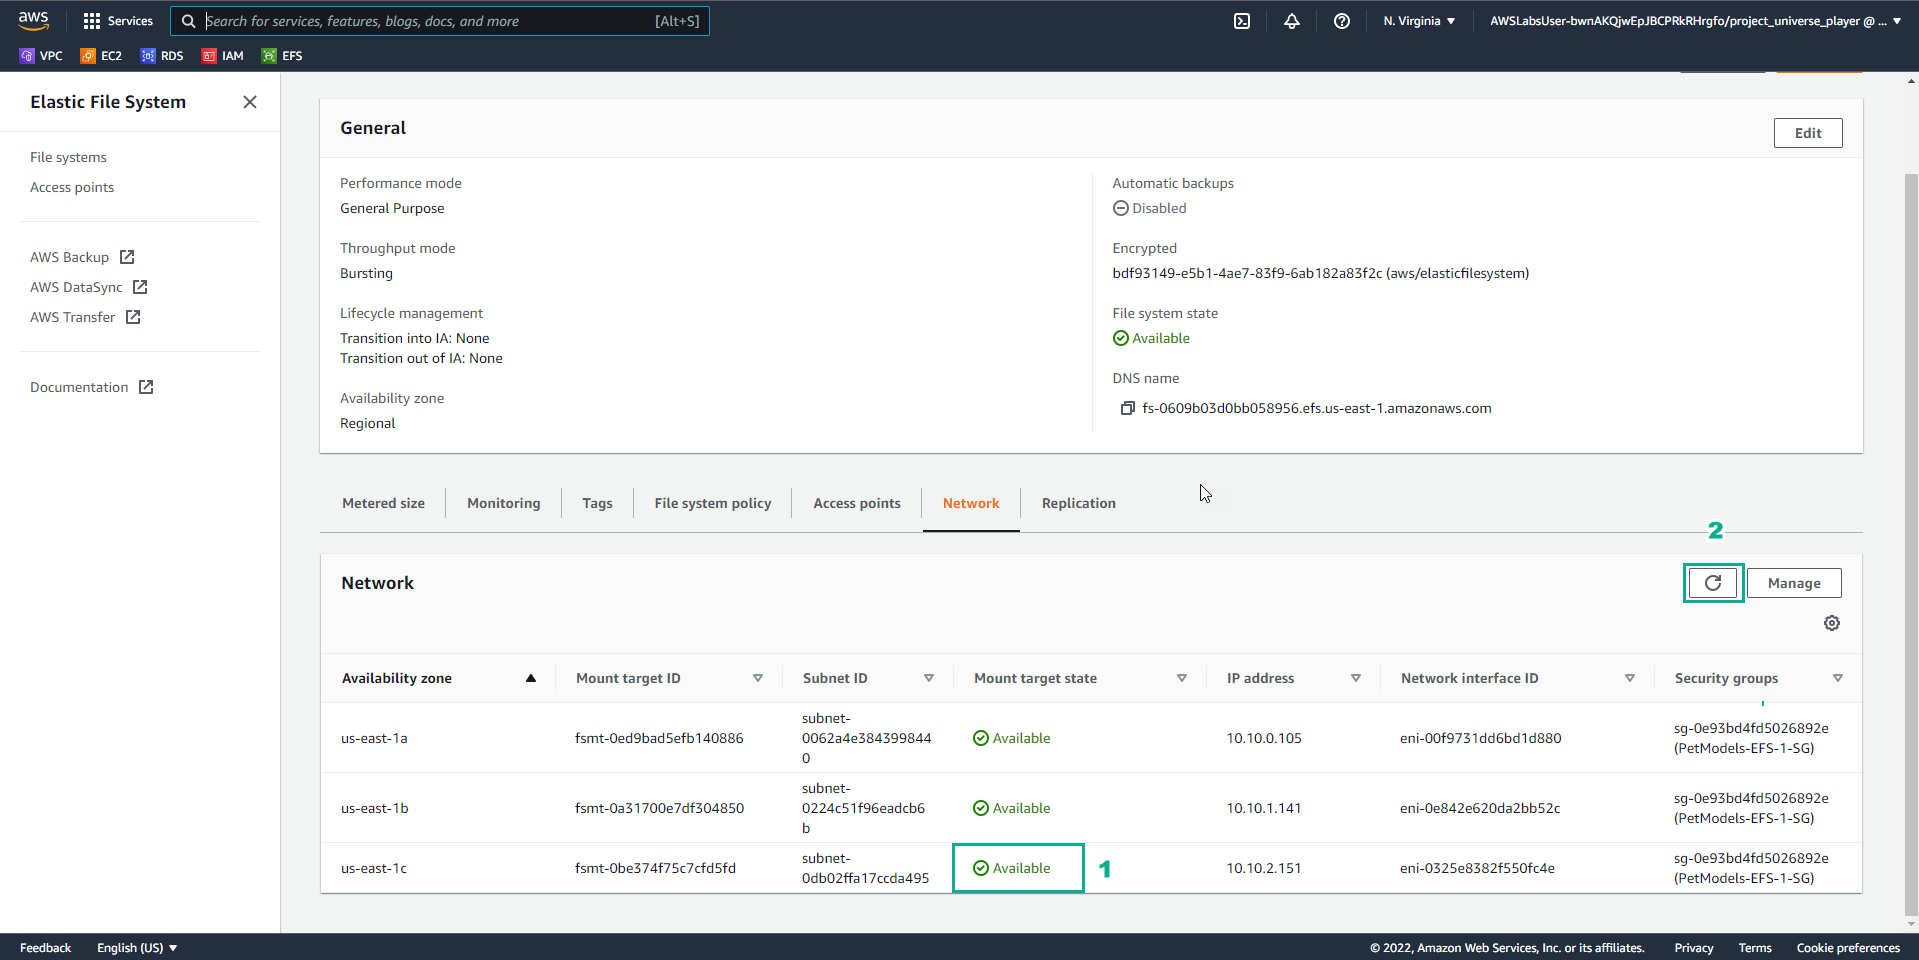 aws
Services
Search for services, features, blogs, docs, and more
[Alt+S]
N. Virginia
AWSLabsUser-bwnAKQjwEpJBCPRkRHrgfo/project_universe_player @ ...
VPC
EC2
RDS
IAM
EFS
Elastic File System
File systems
Access points
AWS Backup
AWS DataSync
AWS Transfer
Documentation
General
Edit
Performance mode
General Purpose
Throughput mode
Bursting
Lifecycle management
Transition into IA: None
Transition out of IA: None
Availability zone
Regional
Automatic backups
Disabled
Encrypted
bdf93149-e5b1-4ae7-83f9-6ab182a83f2c (aws/elasticfilesystem)
File system state
Available
DNS name
fs-0609b03d0bb058956.efs.us-east-1.amazonaws.com
Metered size
Monitoring
Tags
File system policy
Access points
Network
Replication
2
Network
Manage
Availability zone
Mount target ID
Subnet ID
Mount target state
IP address
Network interface ID
Security groups
us-east-1a
fsmt-0ed9bad5efb140886
subnet-
0062a4e384399844
0
Available
10.10.0.105
eni-00f9731dd6bd1d880
sg-0e93bd4fd5026892e
(PetModels-EFS-1-SG)
us-east-1b
fsmt-0a31700e7df304850
subnet-
0224c51f96eadcb6
b
Available
10.10.1.141
eni-0e842e620da2bb52c
sg-0e93bd4fd5026892e
(PetModels-EFS-1-SG)
us-east-1c
fsmt-0be374f75c7cfd5fd
subnet-
0db02ffa17ccda495
Available
1
10.10.2.151
eni-0325e8382f550fc4e
sg-0e93bd4fd5026892e
(PetModels-EFS-1-SG)
Feedback
English (US)
© 2022, Amazon Web Services, Inc. or its affiliates.
Privacy
Terms
Cookie preferences